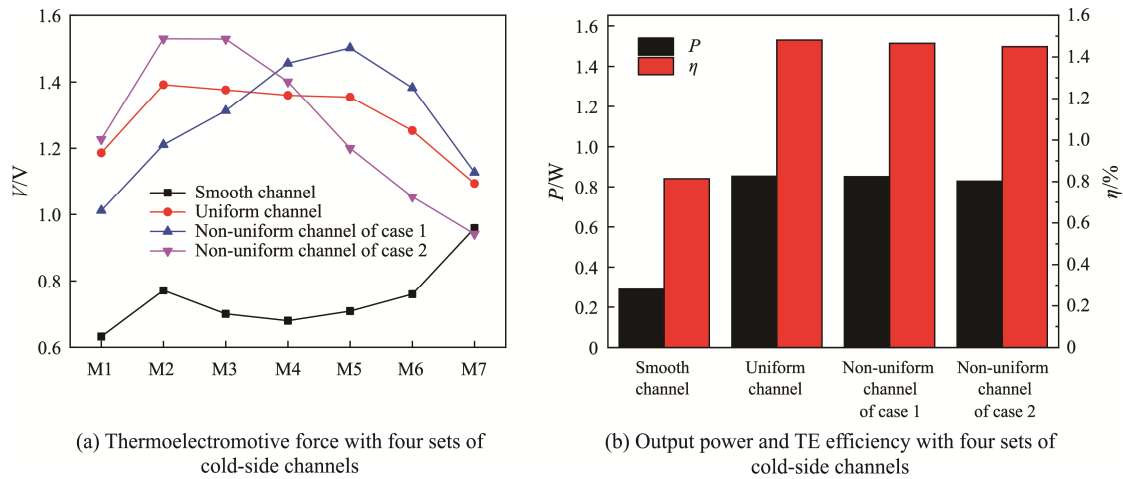 1.6
1.4
1.2
1.0
0.8
0.6
V/V
Smooth channel
Uniform channel
Non-uniform channel of case 1
Non-uniform channel of case 2
M1 M2 M3 M4 M5 M6 M7
(a) Thermoelectromotive force with four sets of
cold-side channels
1.6
1.4
1.2
1.0
0.8
0.6
0.4
0.2
0
P/W
P
η
1.6
1.4
1.2
1.0
0.8
0.6
0.4
0.2
0
η/%
Smooth
channel
Uniform
channel
Non-uniform
channel
of case 1
Non-uniform
channel
of case 2
(b) Output power and TE efficiency with four sets of
cold-side channels